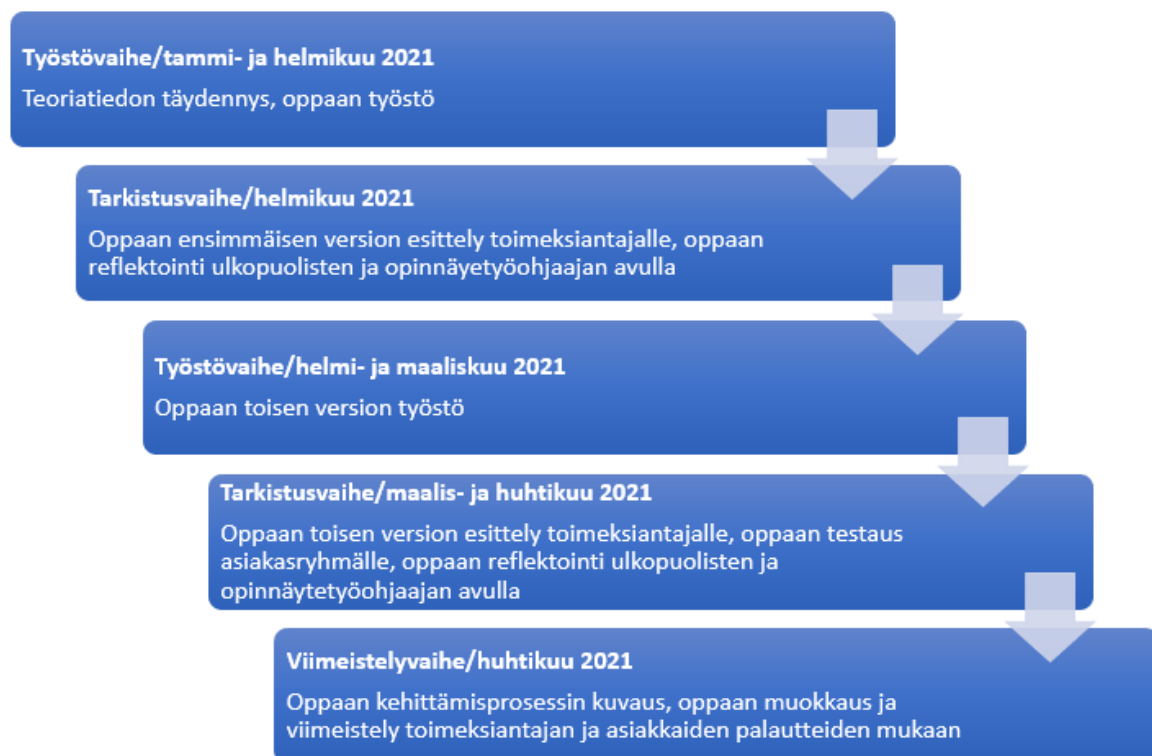 Työstövaihe/tammi- ja helmikuu 2021
Teoriatiedon täydennys, oppaan työstö
Tarkistusvaihe/helmikuu 2021
Oppaan ensimmäisen version esittely toimeksiantajalle, oppaan
reflektointi ulkopuolisten ja opinnäyetyöohjaajan avulla
Työstövaihe/helmi- ja maaliskuu 2021
Oppaan toisen version työstö
Tarkistusvaihe/maalis- ja huhtikuu 2021
Oppaan toisen version esittely toimeksiantajalle, oppaan testaus
asiakasryhmälle, oppaan reflektointi ulkopuolisten ja
opinnäytetyöohjaajan avulla
Viimeistelyvaihe/huhtikuu 2021
Oppaan kehittämisprosessin kuvaus, oppaan muokkaus ja
viimeistely toimeksiantajan ja asiakkaiden palautteiden mukaan